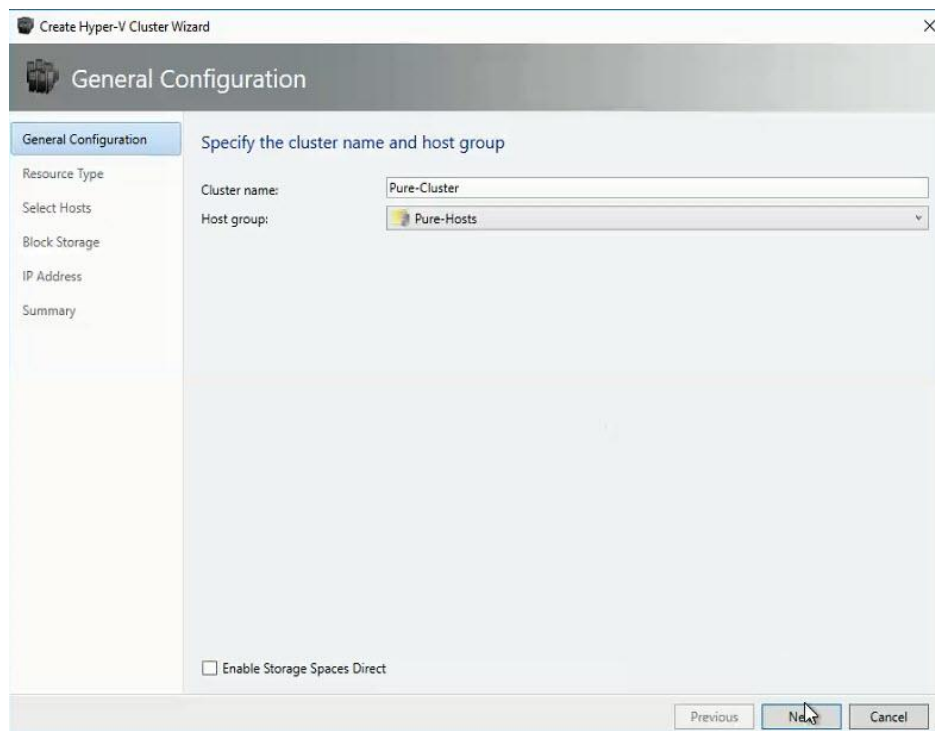 Create Hyper-V Cluster Wizard
General Configuration
General Configuration
Resource Type
Select Hosts
Block Storage
IP Address
Summary
Specify the cluster name and host group
Cluster name: Pure-Cluster
Host group: Pure-Hosts
Enable Storage Spaces Direct
Previous Next Cancel